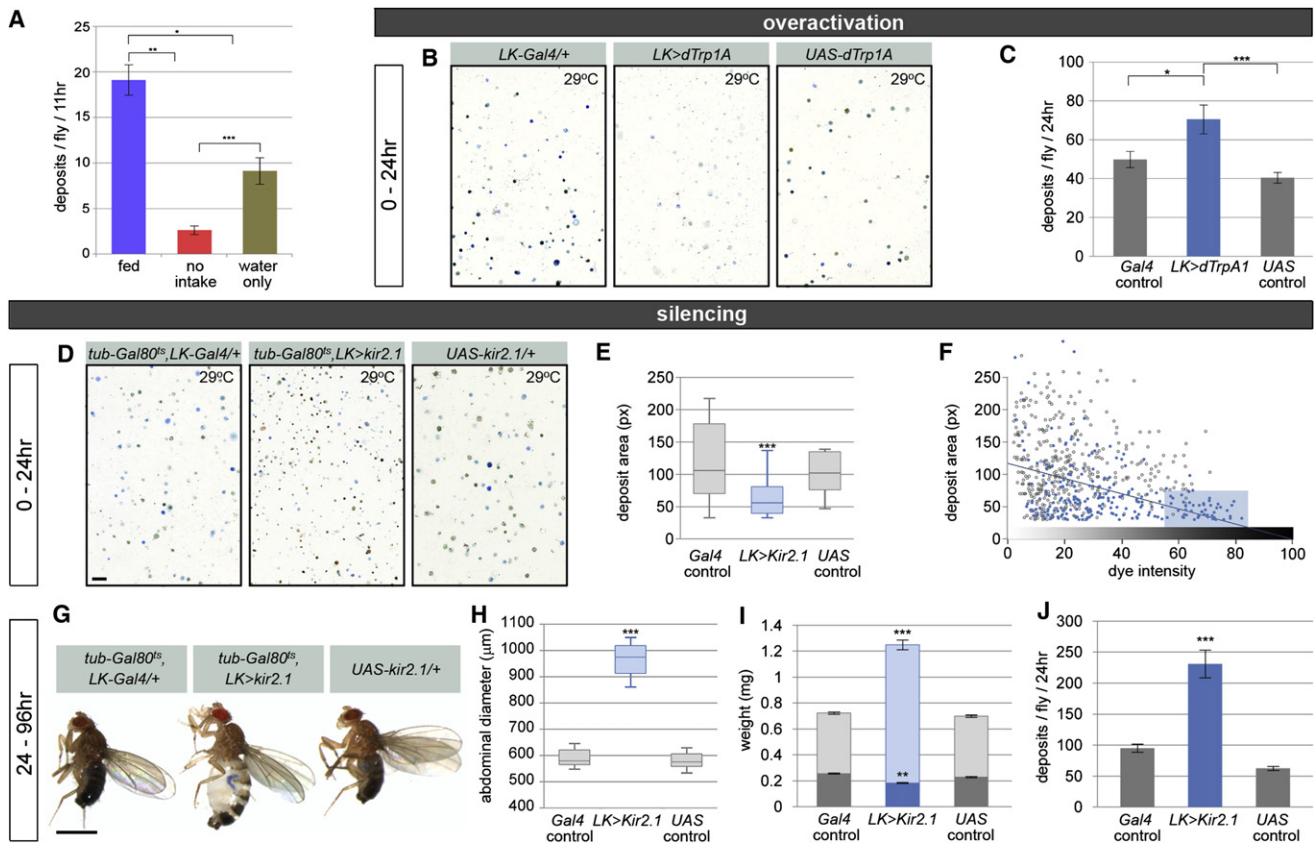 A
25
20
15
10
5
0
deposits / fly / 11hr
*
**
***
fed
no intake
water only
overactivation
0 - 24hr
B
LK-Gal4/+
LK>dTrp1A
UAS-dTrp1A
29ºC
29ºC
29ºC
C
100
80
60
40
20
0
deposits / fly / 24hr
*
***
Gal4 control
LK>dTrpA1
UAS control
silencing
0 - 24hr
D
tub-Gal80ts,LK-Gal4/+
tub-Gal80ts,LK>kir2.1
UAS-kir2.1/+
29ºC
29ºC
29ºC
E
250
200
150
100
50
0
deposit area (px)
***
Gal4 control
LK>Kir2.1
UAS control
F
250
200
150
100
50
0
deposit area (px)
0 20 40 60 80 100
dye intensity
24 - 96hr
G
tub-Gal80ts,
LK-Gal4/+
tub-Gal80ts,
LK>kir2.1
UAS-kir2.1/+
H
1100
1000
900
800
700
600
500
400
abdominal diameter (µm)
***
Gal4 control
LK>Kir2.1
UAS control
I
1.4
1.2
1
0.8
0.6
0.4
0.2
0
weight (mg)
***
**
Gal4 control
LK>Kir2.1
UAS control
J
300
250
200
150
100
50
0
deposits / fly / 24hr
***
Gal4 control
LK>Kir2.1
UAS control